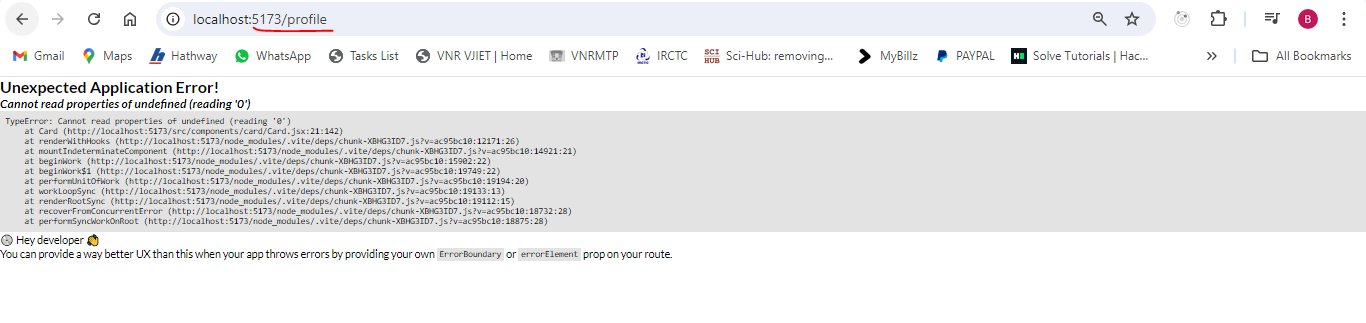 localhost:5173/profile
B
Gmail Maps Hathway WhatsApp Tasks List VNR VJIET | Home VNRMTP IRCTC SCI HUB Sci-Hub: removing... MyBillz PAYPAL Solve Tutorials | Hac... » All Bookmarks
Unexpected Application Error!
Cannot read properties of undefined (reading '0')
TypeError: Cannot read properties of undefined (reading '0')
at Card (http://localhost:5173/src/components/card/Card.jsx:21:142)
at renderWithHooks (http://localhost:5173/node_modules/.vite/deps/chunk-XBHG3ID7.js?v=ac95bc10:12171:26)
at mountIndeterminateComponent (http://localhost:5173/node_modules/.vite/deps/chunk-XBHG3ID7.js?v=ac95bc10:14921:21)
at beginWork (http://localhost:5173/node_modules/.vite/deps/chunk-XBHG3ID7.js?v=ac95bc10:15902:22)
at beginWork$1 (http://localhost:5173/node_modules/.vite/deps/chunk-XBHG3ID7.js?v=ac95bc10:19749:22)
at performUnitOfWork (http://localhost:5173/node_modules/.vite/deps/chunk-XBHG3ID7.js?v=ac95bc10:19194:20)
at workLoopSync (http://localhost:5173/node_modules/.vite/deps/chunk-XBHG3ID7.js?v=ac95bc10:19133:13)
at renderRootSync (http://localhost:5173/node_modules/.vite/deps/chunk-XBHG3ID7.js?v=ac95bc10:19112:15)
at recoverFromConcurrentError (http://localhost:5173/node_modules/.vite/deps/chunk-XBHG3ID7.js?v=ac95bc10:18732:28)
at performSyncWorkOnRoot (http://localhost:5173/node_modules/.vite/deps/chunk-XBHG3ID7.js?v=ac95bc10:18875:28)
💿 Hey developer 👋
You can provide a way better UX than this when your app throws errors by providing your own ErrorBoundary or errorElement prop on your route.